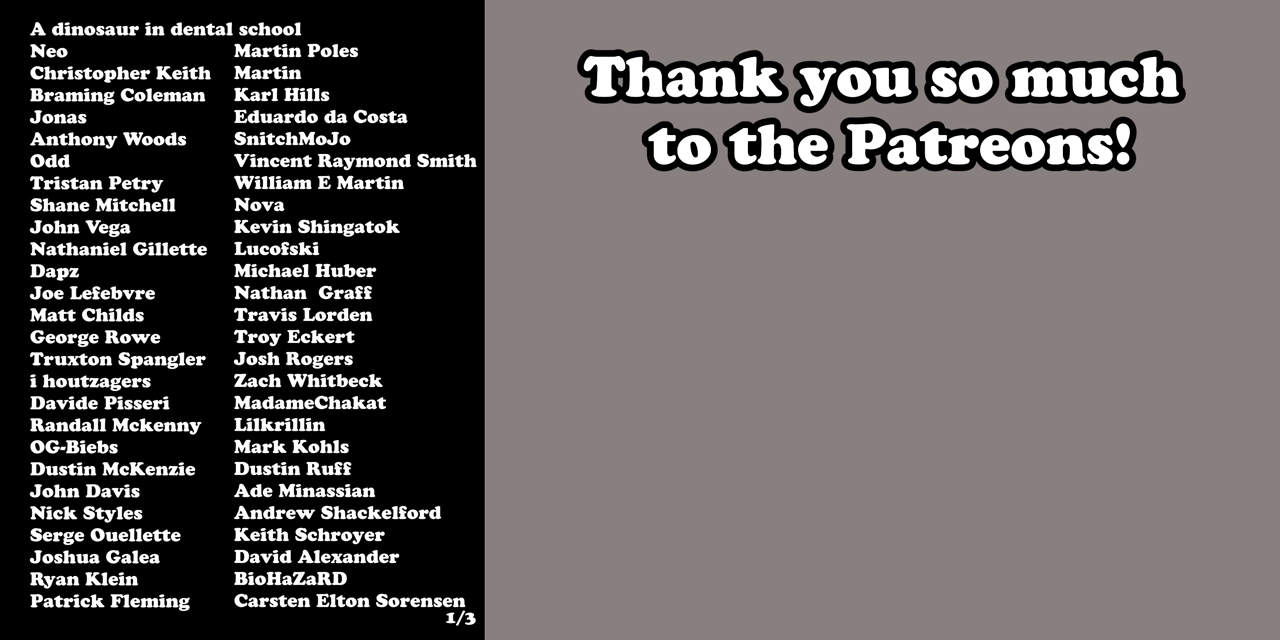 A dinosaur in dental school
Neo
Christopher Keith
Braming Coleman
Jonas
Anthony Woods
Odd
Tristan Petry
Shane Mitchell
John Vega
Nathaniel Gillette
Dapz
Joe Lefebvre
Matt Childs
George Rowe
Truxton Spangler
i houtzagers
Davide Pisseri
Randall Mckenny
OG-Biebs
Dustin McKenzie
John Davis
Nick Styles
Serge Ouellette
Joshua Galea
Ryan Klein
Patrick Fleming
Martin Poles
Martin
Karl Hills
Eduardo da Costa
SnitchMoJo
Vincent Raymond Smith
William E Martin
Nova
Kevin Shingatok
Lucofski
Michael Huber
Nathan  Graff
Travis Lorden
Troy Eckert
Josh Rogers
Zach Whitbeck
MadameChakat
Lilkrillin
Mark Kohls
Dustin Ruff
Ade Minassian
Andrew Shackelford
Keith Schroyer
David Alexander
BioHaZaRD
Carsten Elton Sorensen
1/3
Thank you so much
to the Patreons!